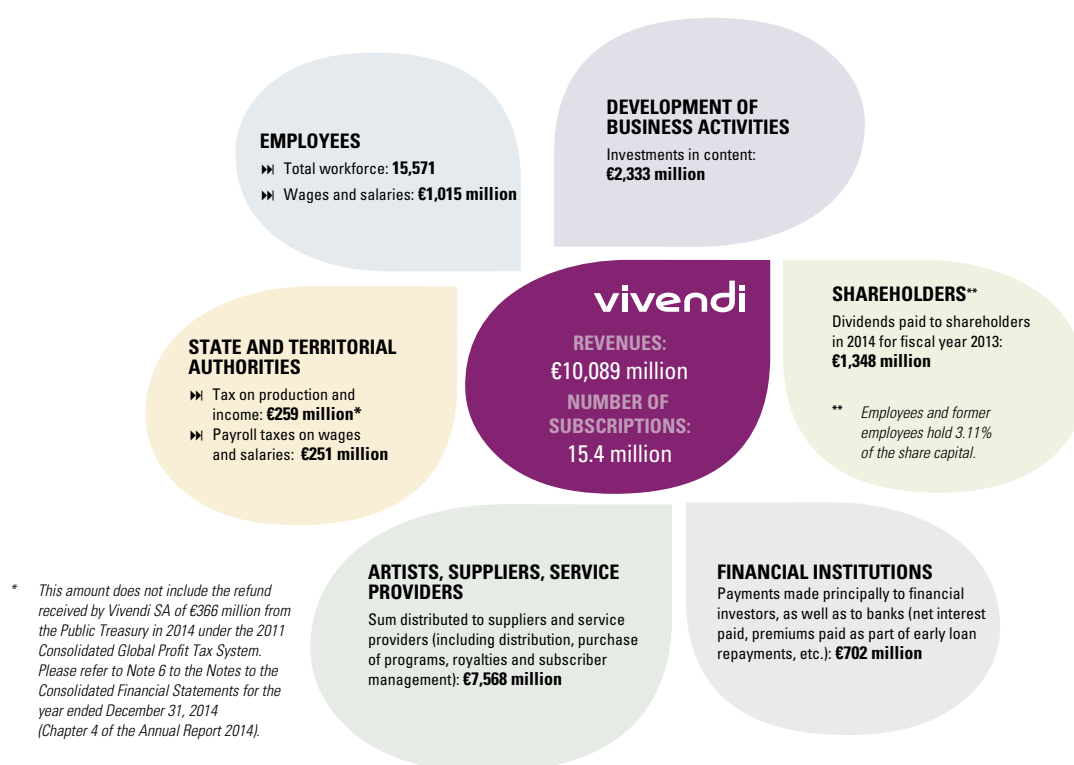 EMPLOYEES
Total workforce: 15,571
Wages and salaries: €1,015 million
DEVELOPMENT OF
BUSINESS ACTIVITIES
Investments in content:
€2,333 million
STATE AND TERRITORIAL
AUTHORITIES
Tax on production and
income: €259 million*
Payroll taxes on wages
and salaries: €251 million
vivendi
REVENUES:
€10,089 million
NUMBER OF
SUBSCRIPTIONS:
15.4 million
SHAREHOLDERS**
Dividends paid to shareholders
in 2014 for fiscal year 2013:
€1,348 million
** Employees and former
employees hold 3.11%
of the share capital.
ARTISTS, SUPPLIERS, SERVICE
PROVIDERS
Sum distributed to suppliers and service
providers (including distribution, purchase
of programs, royalties and subscriber
management): €7,568 million
FINANCIAL INSTITUTIONS
Payments made principally to financial
investors, as well as to banks (net interest
paid, premiums paid as part of early loan
repayments, etc.): €702 million
* This amount does not include the refund
received by Vivendi SA of €366 million from
the Public Treasury in 2014 under the 2011
Consolidated Global Profit Tax System.
Please refer to Note 6 to the Notes to the
Consolidated Financial Statements for the
year ended December 31, 2014
(Chapter 4 of the Annual Report 2014).